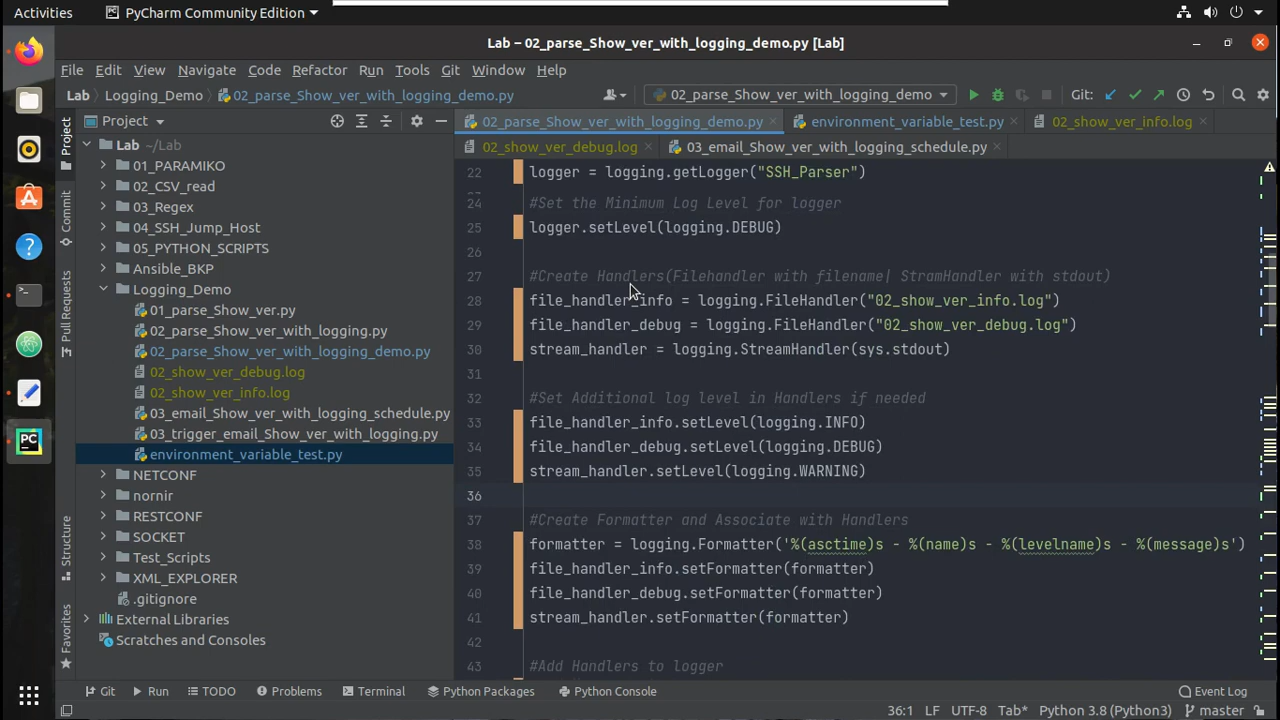 Activities PyCharm Community Edition
Lab – 02_parse_Show_ver_with_logging_demo.py [Lab]
File Edit View Navigate Code Refactor Run Tools Git Window Help
Lab Logging_Demo 02_parse_Show_ver_with_logging_demo.py 02_parse_Show_ver_with_logging_demo Git:
Project 02_parse_Show_ver_with_logging_demo.py environment_variable_test.py 02_show_ver_info.log
02_show_ver_debug.log 03_email_Show_ver_with_logging_schedule.py
Project
Commit
Pull Requests
Structure
Favorites
Lab ~/Lab
01_PARAMIKO
02_CSV_read
03_Regex
04_SSH_Jump_Host
05_PYTHON_SCRIPTS
Ansible_BKP
Logging_Demo
01_parse_Show_ver.py
02_parse_Show_ver_with_logging.py
02_parse_Show_ver_with_logging_demo.py
02_show_ver_debug.log
02_show_ver_info.log
03_email_Show_ver_with_logging_schedule.py
03_trigger_email_Show_ver_with_logging.py
environment_variable_test.py
NETCONF
nornir
RESTCONF
SOCKET
Test_Scripts
XML_EXPLORER
.gitignore
External Libraries
Scratches and Consoles
22 logger = logging.getLogger("SSH_Parser")
24 #Set the Minimum Log Level for logger
25 logger.setLevel(logging.DEBUG)
26
27 #Create Handlers(Filehandler with filename| StramHandler with stdout)
28 file_handler_info = logging.FileHandler("02_show_ver_info.log")
29 file_handler_debug = logging.FileHandler("02_show_ver_debug.log")
30 stream_handler = logging.StreamHandler(sys.stdout)
31
32 #Set Additional log level in Handlers if needed
33 file_handler_info.setLevel(logging.INFO)
34 file_handler_debug.setLevel(logging.DEBUG)
35 stream_handler.setLevel(logging.WARNING)
36
37 #Create Formatter and Associate with Handlers
38 formatter = logging.Formatter('%(asctime)s - %(name)s - %(levelname)s - %(message)s')
39 file_handler_info.setFormatter(formatter)
40 file_handler_debug.setFormatter(formatter)
41 stream_handler.setFormatter(formatter)
42
43 #Add Handlers to logger
Git Run TODO Problems Terminal Python Packages Python Console Event Log
36:1 LF UTF-8 Tab* Python 3.8 (Python3) master